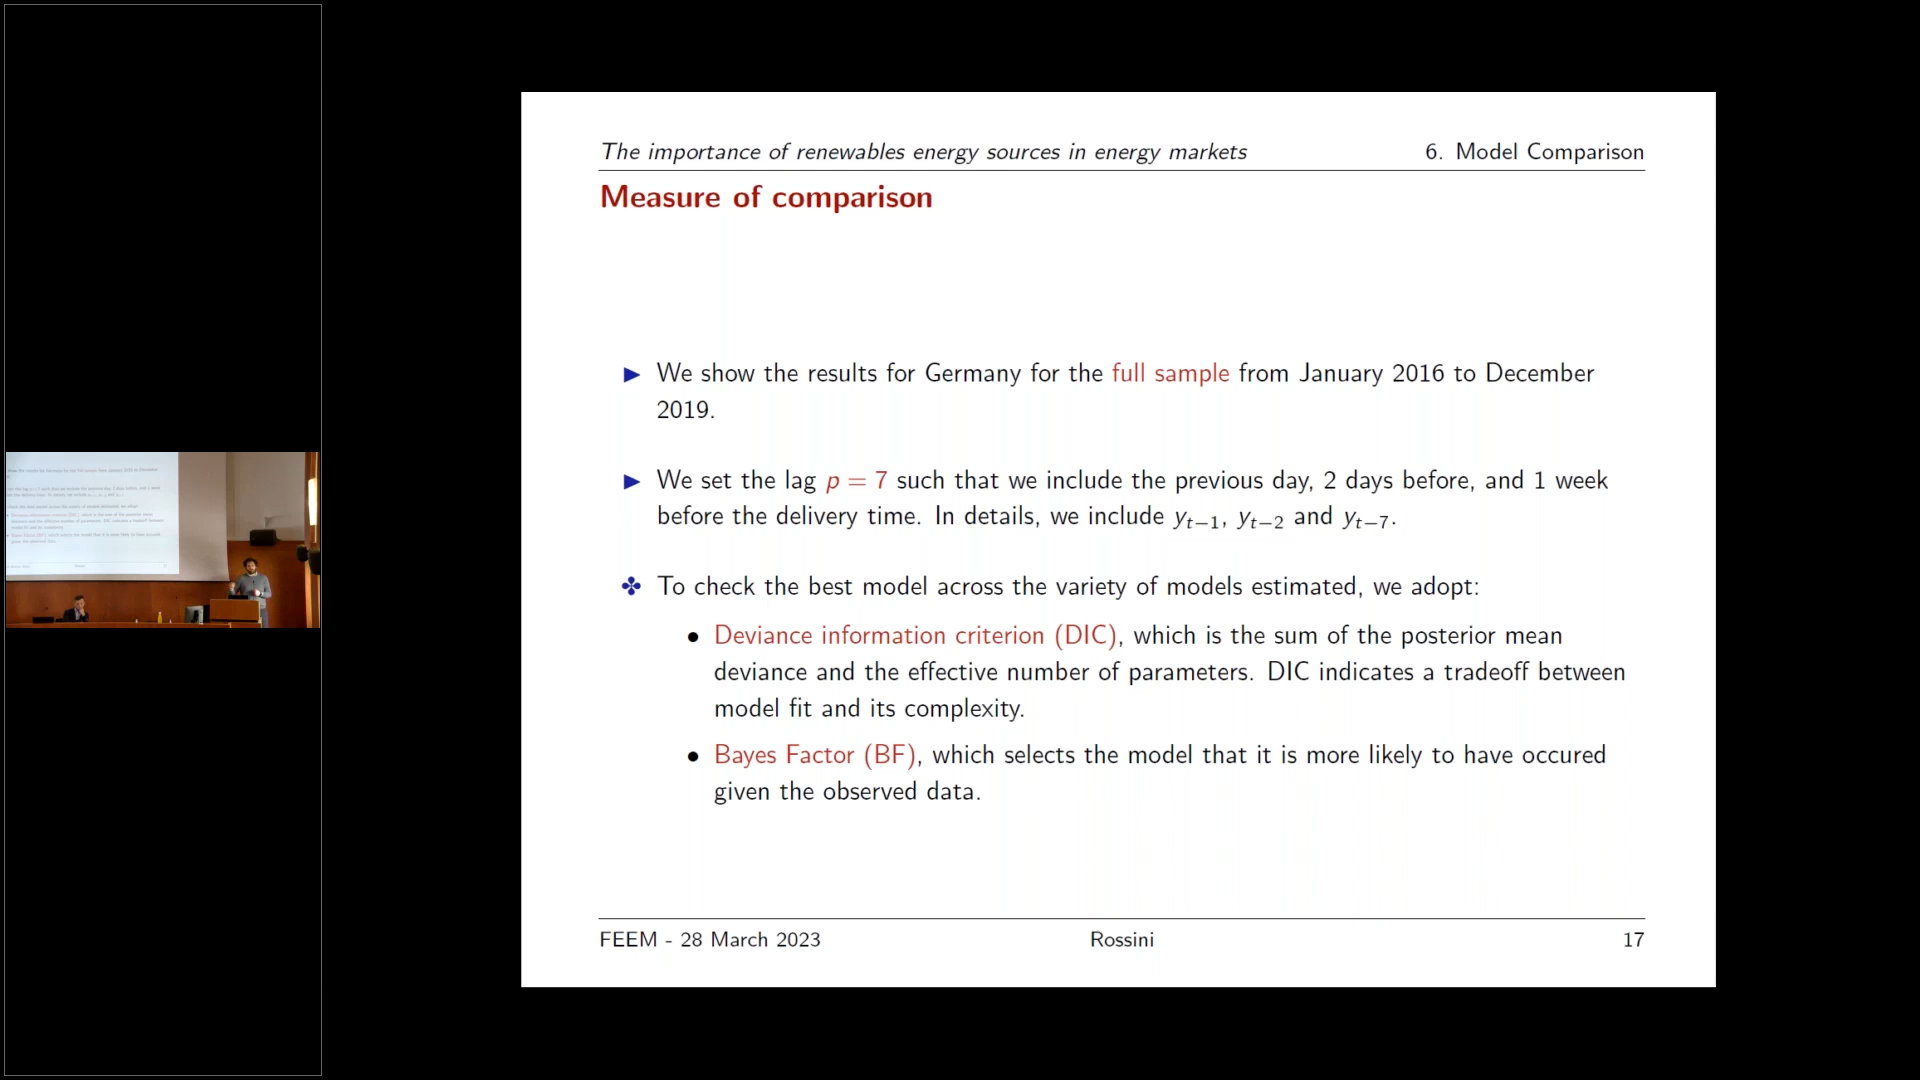 The importance of renewables energy sources in energy markets 6. Model Comparison
Measure of comparison
▶ We show the results for Germany for the full sample from January 2016 to December
2019.
▶ We set the lag p = 7 such that we include the previous day, 2 days before, and 1 week
before the delivery time. In details, we include yₜ₋₁, yₜ₋₂ and yₜ₋₇.
✤ To check the best model across the variety of models estimated, we adopt:
• Deviance information criterion (DIC), which is the sum of the posterior mean
deviance and the effective number of parameters. DIC indicates a tradeoff between
model fit and its complexity.
• Bayes Factor (BF), which selects the model that it is more likely to have occured
given the observed data.
FEEM - 28 March 2023 Rossini 17